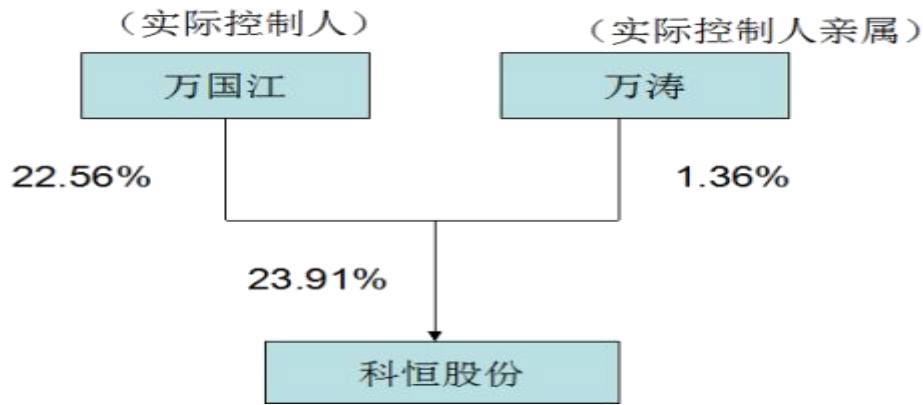 （实际控制人）
（实际控制人亲属）
万国江
万涛
22.56%
1.36%
23.91%
科恒股份